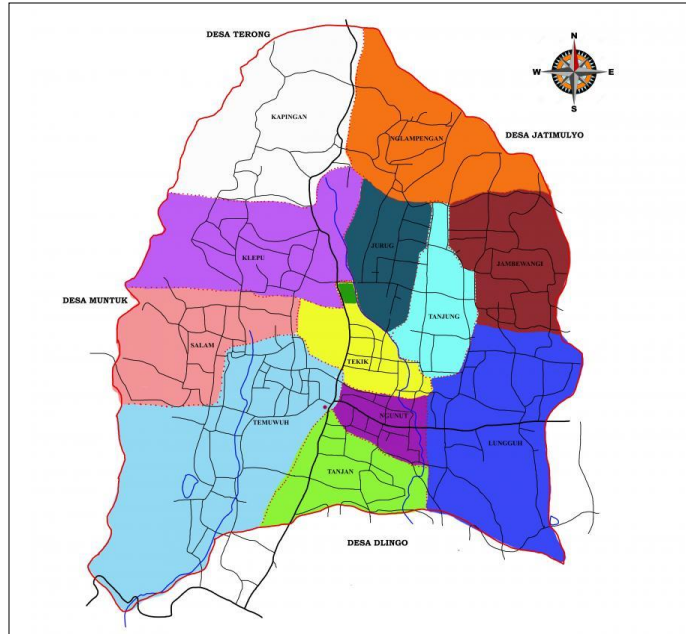 DESA TERONG
N
W E
S
KAPINGAN
NGLAMPENGAN
DESA JATIMULYO
JURUG
KLEPU
JAMBEWANGI
DESA MUNTUK
TANJUNG
SALAM
TEKIK
NGUNUT
TEMUWUH
LUNGGUH
TANJAN
DESA DLINGO